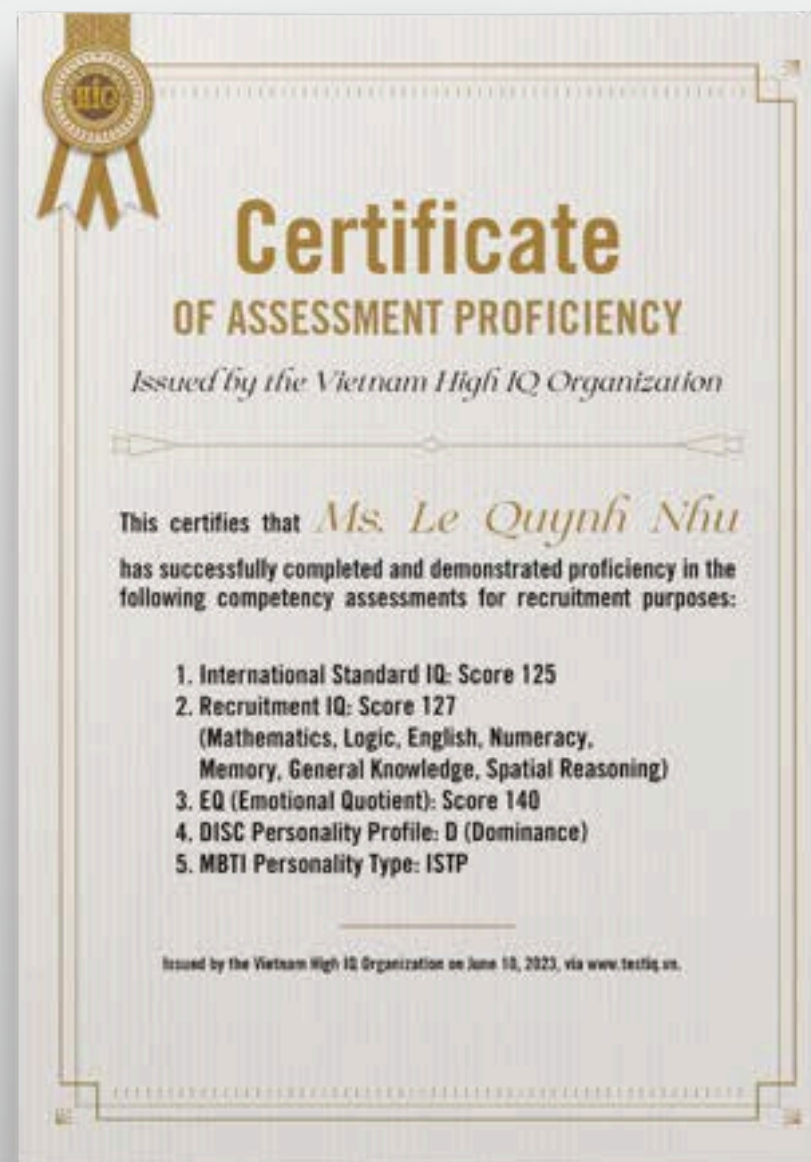 HIQ
Certificate
OF ASSESSMENT PROFICIENCY
Issued by the Vietnam High IQ Organization
This certifies that Ms. Le Quynh Nhu
has successfully completed and demonstrated proficiency in the
following competency assessments for recruitment purposes:
1. International Standard IQ: Score 125
2. Recruitment IQ: Score 127
(Mathematics, Logic, English, Numeracy,
Memory, General Knowledge, Spatial Reasoning)
3. EQ (Emotional Quotient): Score 140
4. DISC Personality Profile: D (Dominance)
5. MBTI Personality Type: ISTP
Issued by the Vietnam High IQ Organization on June 10, 2023, via www.testiq.vn.